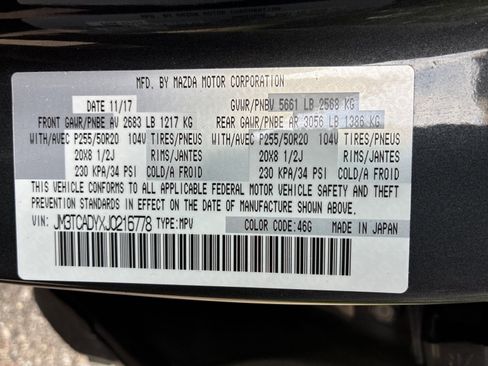 MFD. BY MAZDA MOTOR CORPORATION
DATE 11/17 GVWR/PNBV 5661 LB 2568 KG
FRONT GAWR/PNBE AV 2683 LB 1217 KG REAR GAWR/PNBE AR 3056 LB 1386 KG
WITH/AVEC P255/50R20 104V TIRES/PNEUS WITH/AVEC P255/50R20 104V TIRES/PNEUS
20X8 1/2J RIMS/JANTES 20X8 1/2J RIMS/JANTES
230 KPA/34 PSI COLD/A FROID 230 KPA/34 PSI COLD/A FROID
THIS VEHICLE CONFORMS TO ALL APPLICABLE FEDERAL MOTOR VEHICLE SAFETY AND THEFT
PREVENTION STANDARDS IN EFFECT ON THE DATE OF MANUFACTURE SHOWN ABOVE.
VIN: JM3TCADYXJ0216778 TYPE:MPV COLOR CODE:46G MADE IN JAPAN